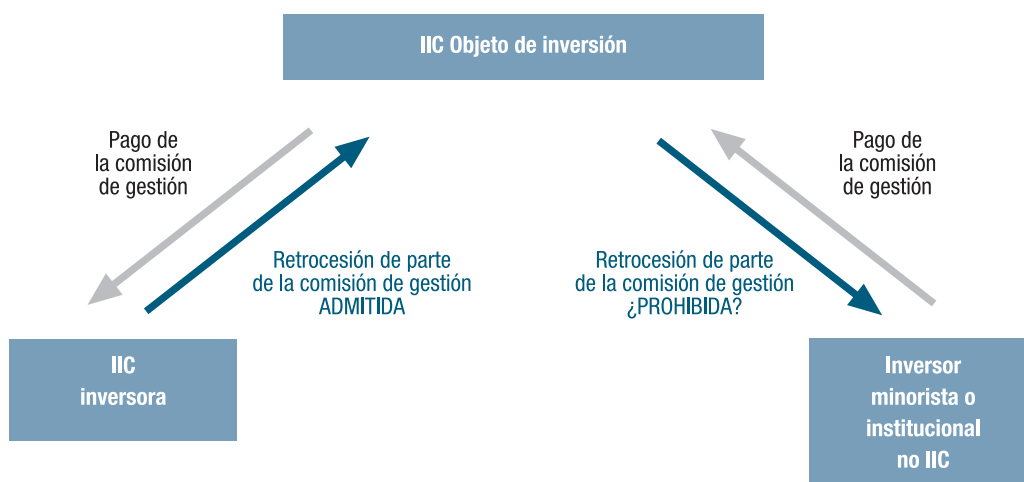 IIC Objeto de inversión
Pago de
la comisión
de gestión
Pago de
la comisión
de gestión
Retrocesión de parte
de la comisión de gestión
ADMITIDA
Retrocesión de parte
de la comisión de gestión
¿PROHIBIDA?
IIC
inversora
Inversor
minorista o
institucional
no IIC